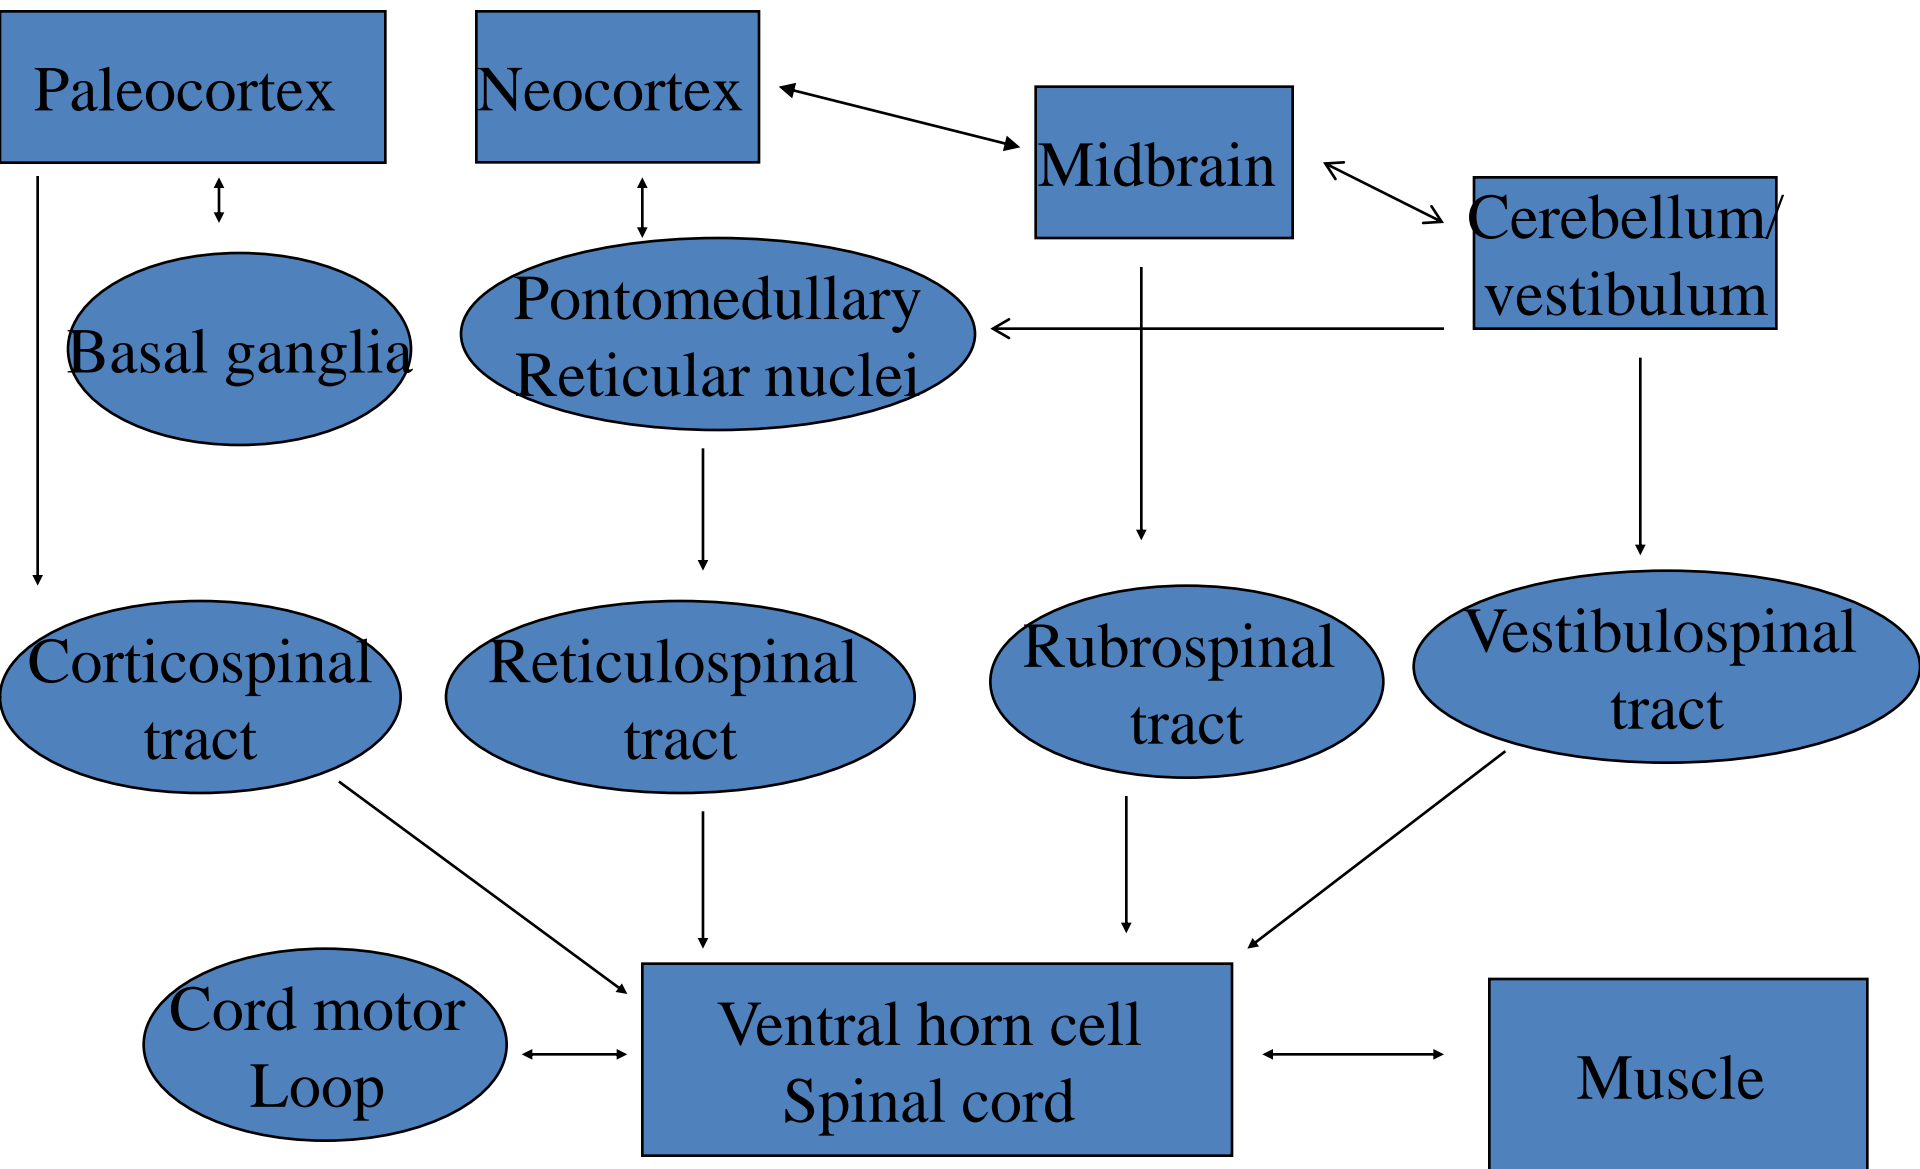 Paleocortex
Neocortex
Midbrain
Cerebellum/
vestibulum
Basal ganglia
Pontomedullary
Reticular nuclei
Corticospinal
tract
Reticulospinal
tract
Rubrospinal
tract
Vestibulospinal
tract
Cord motor
Loop
Ventral horn cell
Spinal cord
Muscle